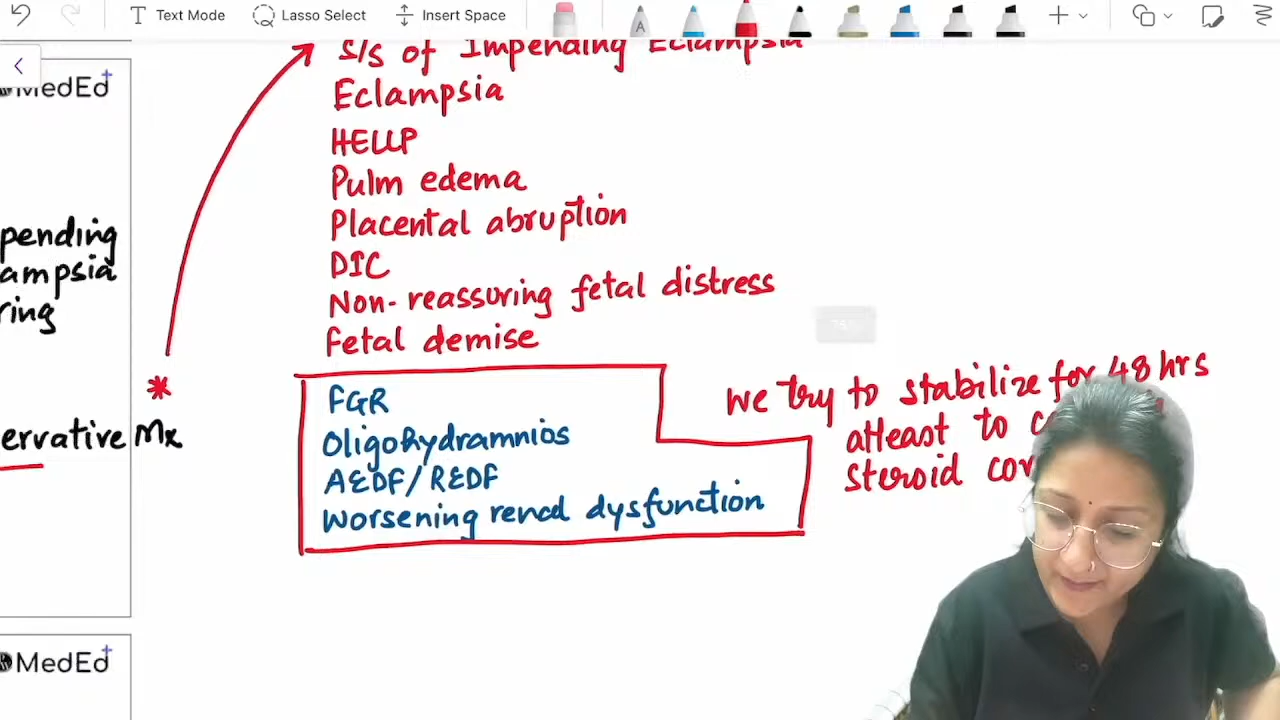 Text Mode
Lasso Select
Insert Space
MedEd
S/s of Impending Eclampsia
Eclampsia
HELLP
Pulm edema
Placental abruption
DIC
Non-reassuring fetal distress
Fetal demise
pending
ampsia
ring
*
ervative Mx
FGR
Oligohydramnios
AEDF/REDF
Worsening renal dysfunction
We try to stabilize for 48 hrs
atleast to
steroid
MedEd